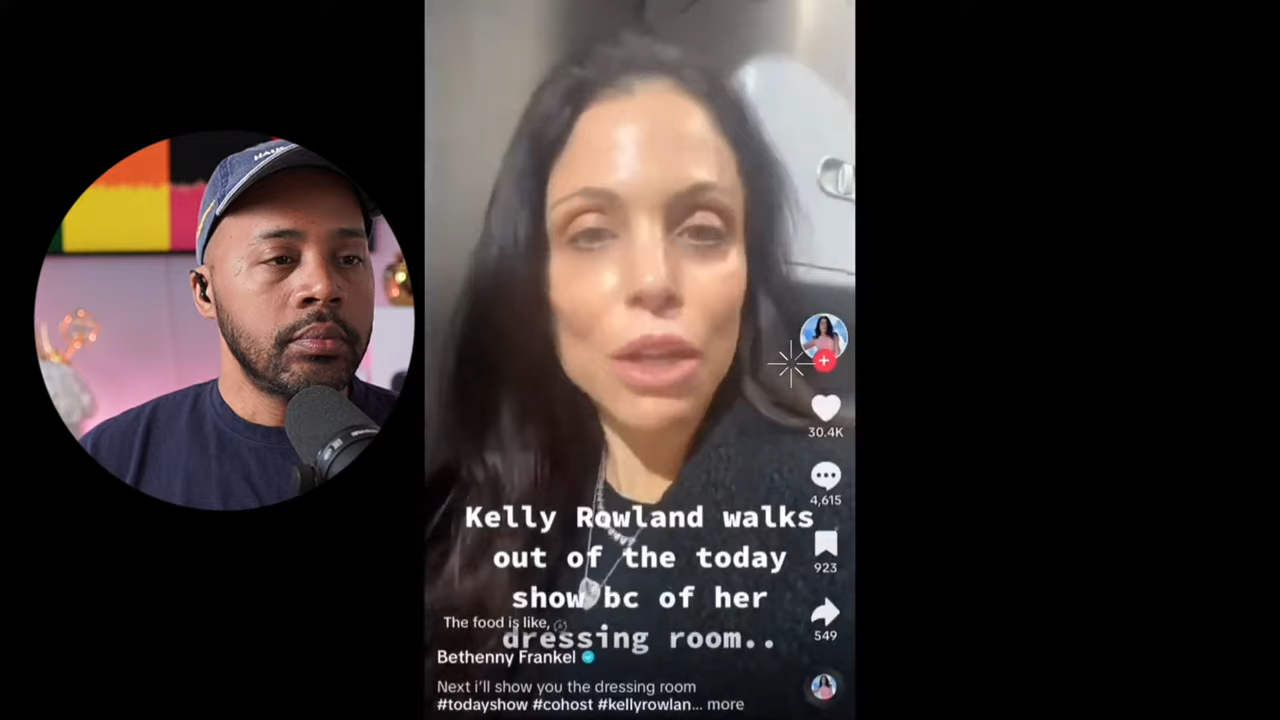 30.4K
4,615
Kelly Rowland walks
out of the today
show bc of her
dressing room..
923
The food is like,
549
Bethenny Frankel
Next i'll show you the dressing room
#todayshow #cohost #kellyrowlan... more